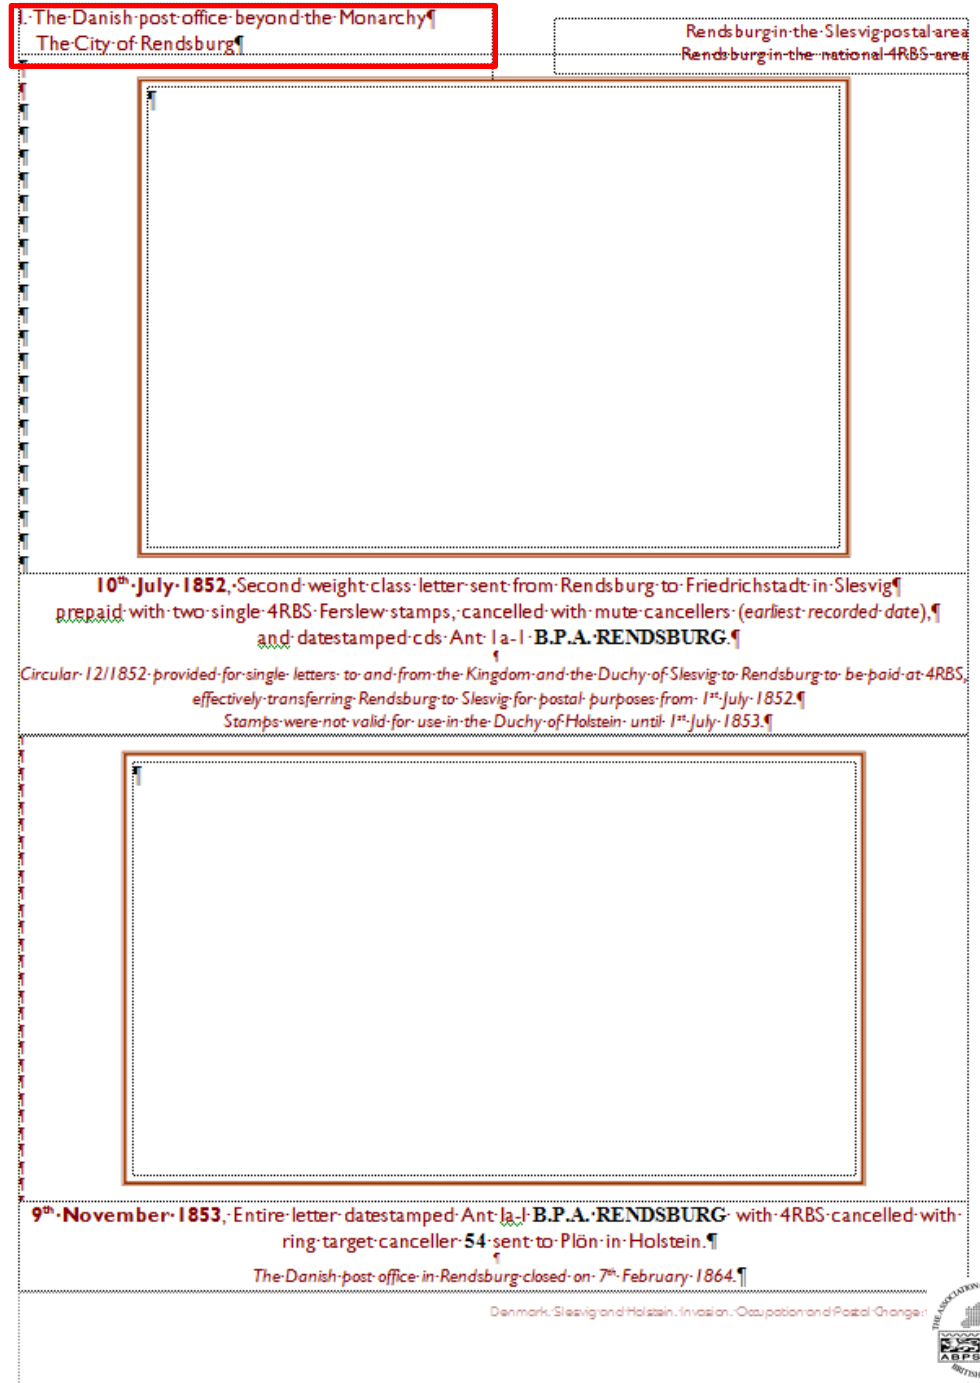 I. The Danish post office beyond the Monarchy
The City of Rendsburg
Rendsburg in the Slesvig postal area
Rendsburg in the national 4RBS area
10th July 1852, Second weight class letter sent from Rendsburg to Friedrichstadt in Slesvig
prepaid with two single 4RBS Ferslew stamps, cancelled with mute cancellers (earliest recorded date),
and datestamped cds Ant 1a-1 B.P.A. RENDSBURG.
Circular 12/1852 provided for single letters to and from the Kingdom and the Duchy of Slesvig to Rendsburg to be paid at 4RBS,
effectively transferring Rendsburg to Slesvig for postal purposes from 1st July 1852.
Stamps were not valid for use in the Duchy of Holstein until 1st July 1853.
9th November 1853, Entire letter datestamped Ant Ia-I B.P.A. RENDSBURG with 4RBS cancelled with
ring target canceller 54 sent to Plön in Holstein.
The Danish post office in Rendsburg closed on 7th February 1864.
Denmark. Slesvig and Holstein. Invasion, Occupation and Postal Change
THE ASSOCIATION
ABPS
BRITISH